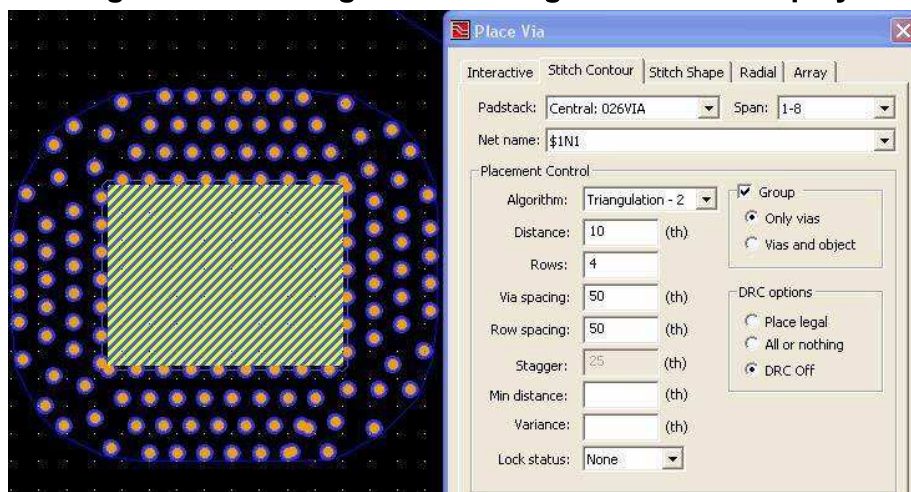 Place Via
Interactive Stitch Contour Stitch Shape Radial Array
Padstack: Central: 026VIA Span: 1-8
Net name: $1N1
Placement Control
Algorithm: Triangulation - 2
Distance: 10 (th)
Rows: 4
Via spacing: 50 (th)
Row spacing: 50 (th)
Stagger: 25 (th)
Min distance: (th)
Variance: (th)
Lock status: None
Group
Only vias
Vias and object
DRC options
Place legal
All or nothing
DRC Off